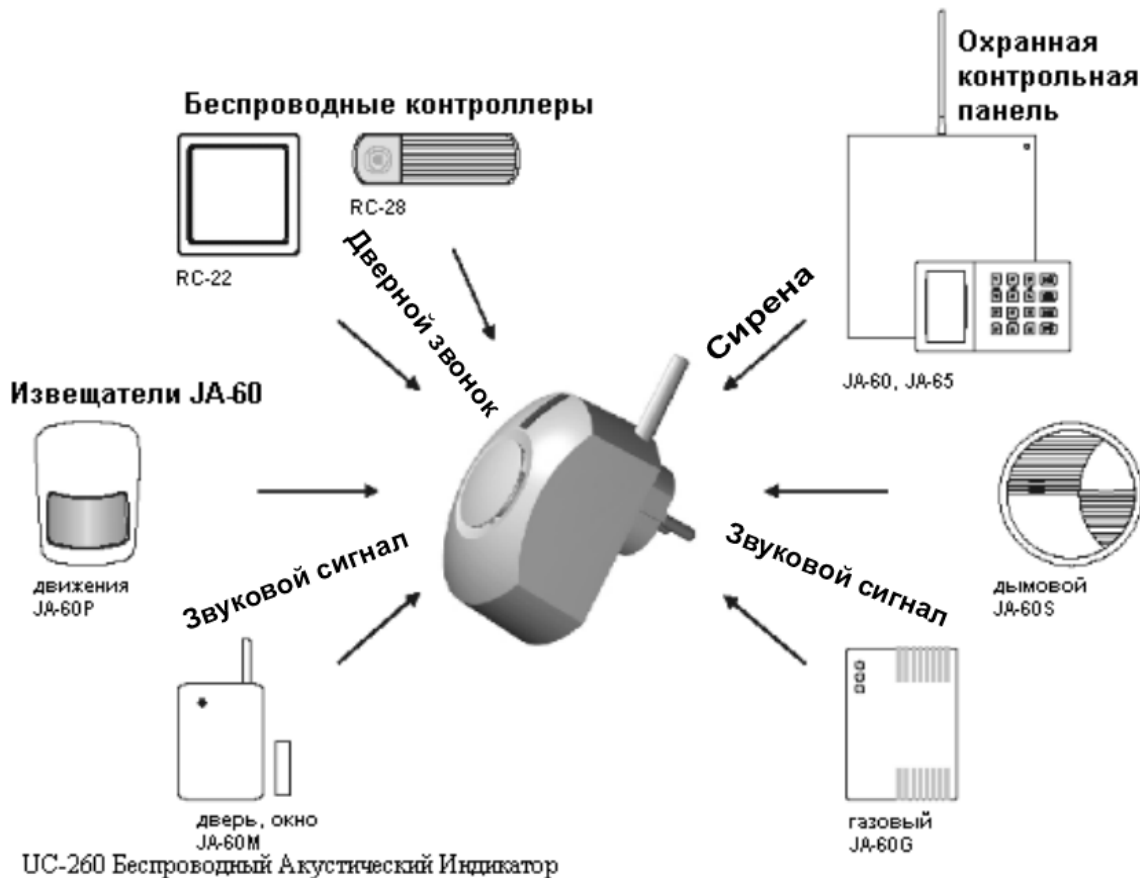 Охранная
контрольная
панель
Беспроводные контроллеры
RC-28
RC-22
Дверной звонок
Сирена
JA-60, JA-65
Извещатели JA-60
движения
JA-60P
Звуковой сигнал
Звуковой сигнал
дымовой
JA-60S
дверь, окно
JA-60M
газовый
JA-60G
UC-260 Беспроводный Акустический Индикатор